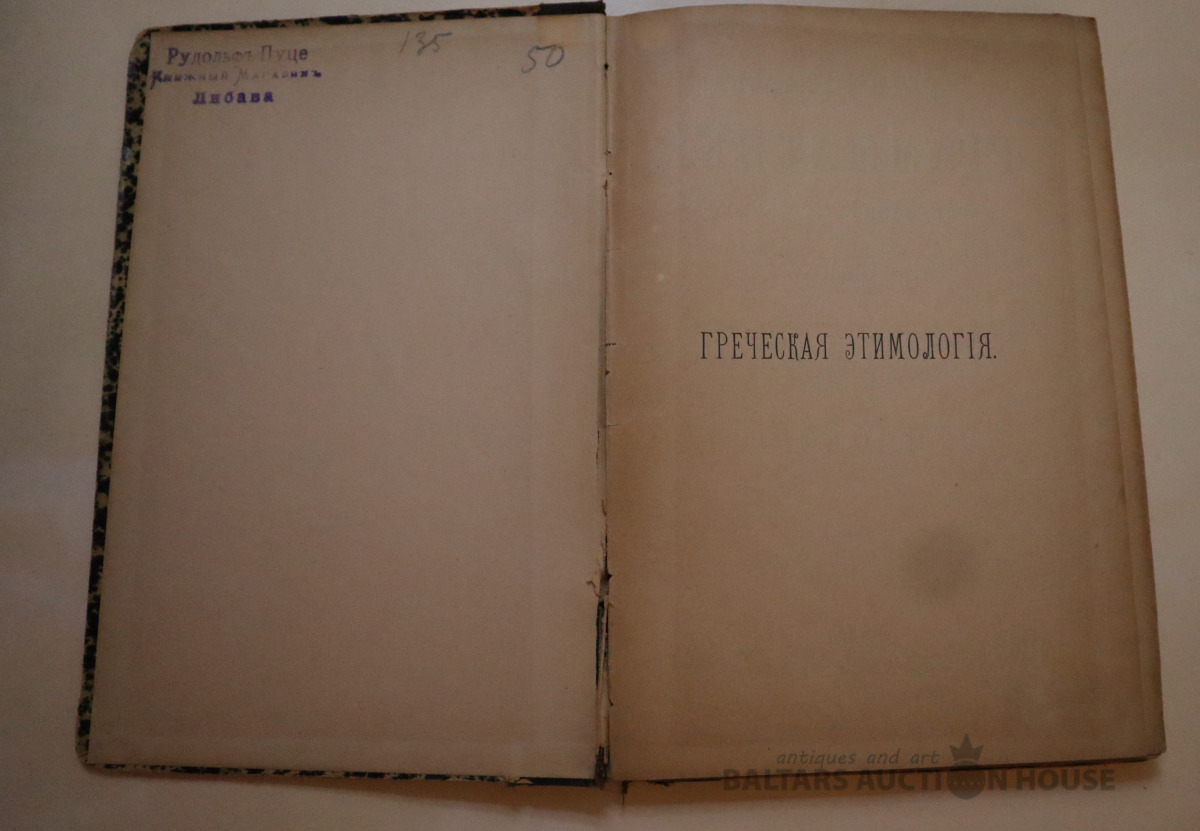 Рудольфъ Пуце
Книжный Магазинъ
Либава
135
50
ГРЕЧЕСКАЯ ЭТИМОЛОГІЯ.
antiques and art
BALTARS AUCTION HOUSE